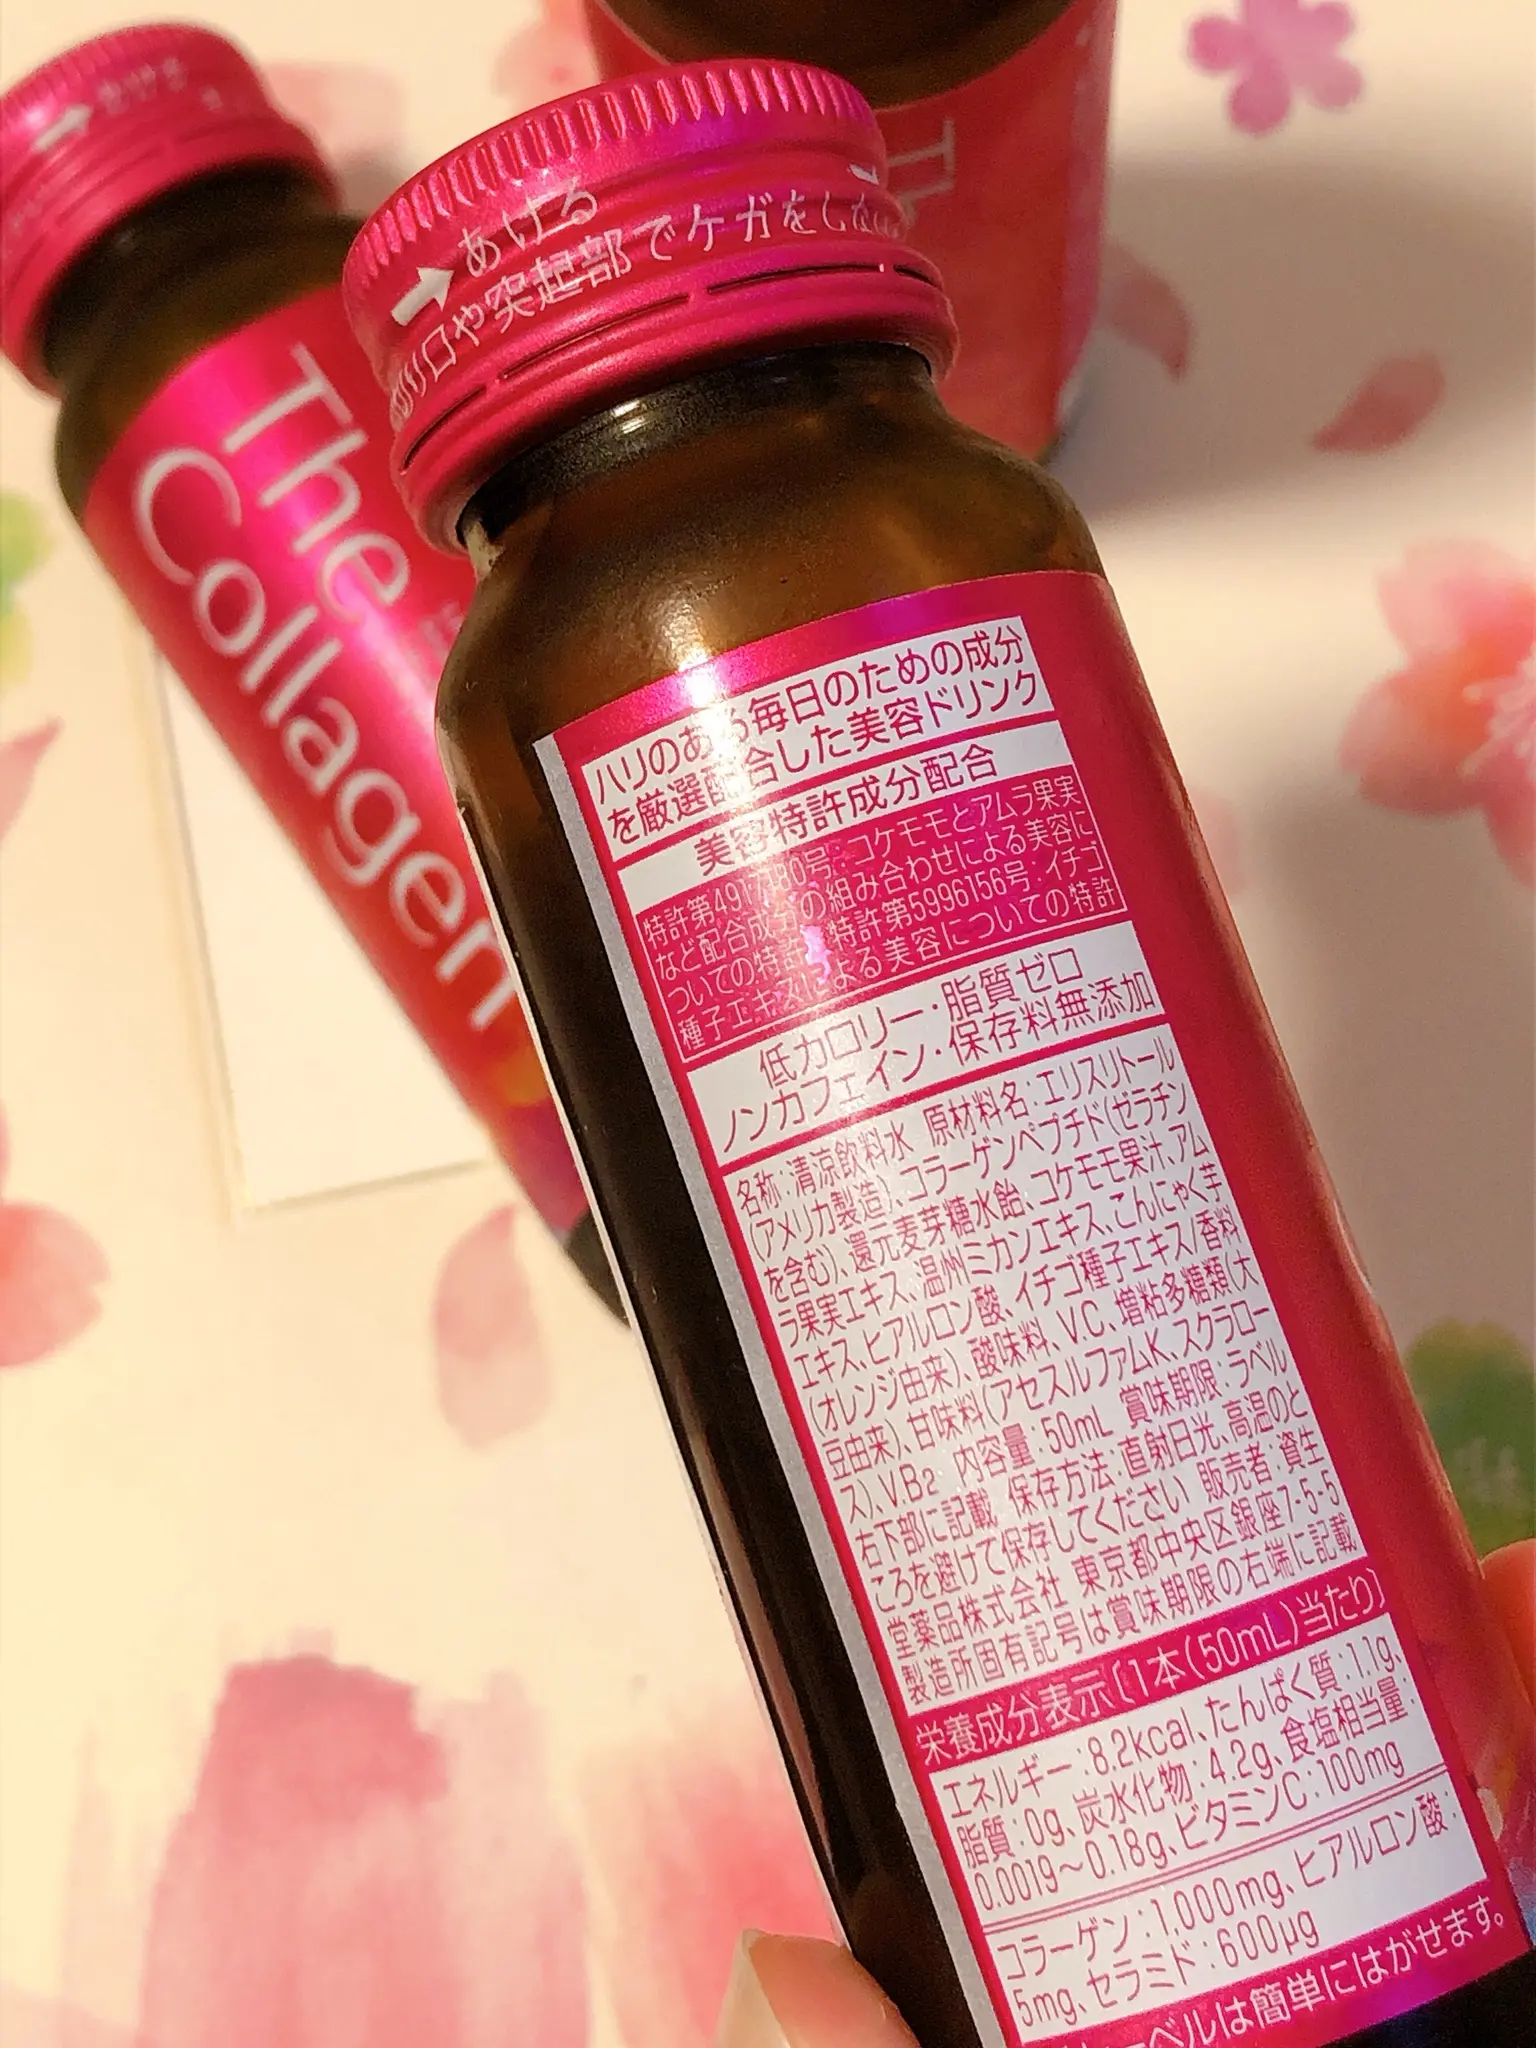 →あける
切り口や突起部でケガをしない
The
Collagen
ハリのある毎日のための成分
を厳選配合した美容ドリンク
美容特許成分配合
特許第4917180号：コケモモとアムラ果実
など配合成分の組み合わせによる美容に
ついての特許 特許第5996156号：イチゴ
種子エキスによる美容についての特許
低カロリー・脂質ゼロ
ノンカフェイン・保存料無添加
名称：清涼飲料水 原材料名：エリスリトール
(アメリカ製造)、コラーゲンペプチド(ゼラチン
を含む)、還元麦芽糖水飴、コケモモ果汁、アム
ラ果実エキス、温州ミカンエキス、こんにゃく芋
エキス、ヒアルロン酸、イチゴ種子エキス/香料
(オレンジ由来)、酸味料、V.C、増粘多糖類(大
豆由来)、甘味料(アセスルファムK、スクラロー
ス)、V.B2 内容量：50mL 賞味期限：ラベル
右下部に記載 保存方法：直射日光、高温のと
ころを避けて保存してください 販売者：資生
堂薬品株式会社 東京都中央区銀座7-5-5
製造所固有記号は賞味期限の右端に記載
栄養成分表示〔1本(50mL)当たり〕
エネルギー：8.2kcal、たんぱく質：1.1g、
脂質：0g、炭水化物：4.2g、食塩相当量：
0.0019～0.18g、ビタミンC：100mg
コラーゲン：1,000mg、ヒアルロン酸：
5mg、セラミド：600μg
ベルは簡単にはがせます。